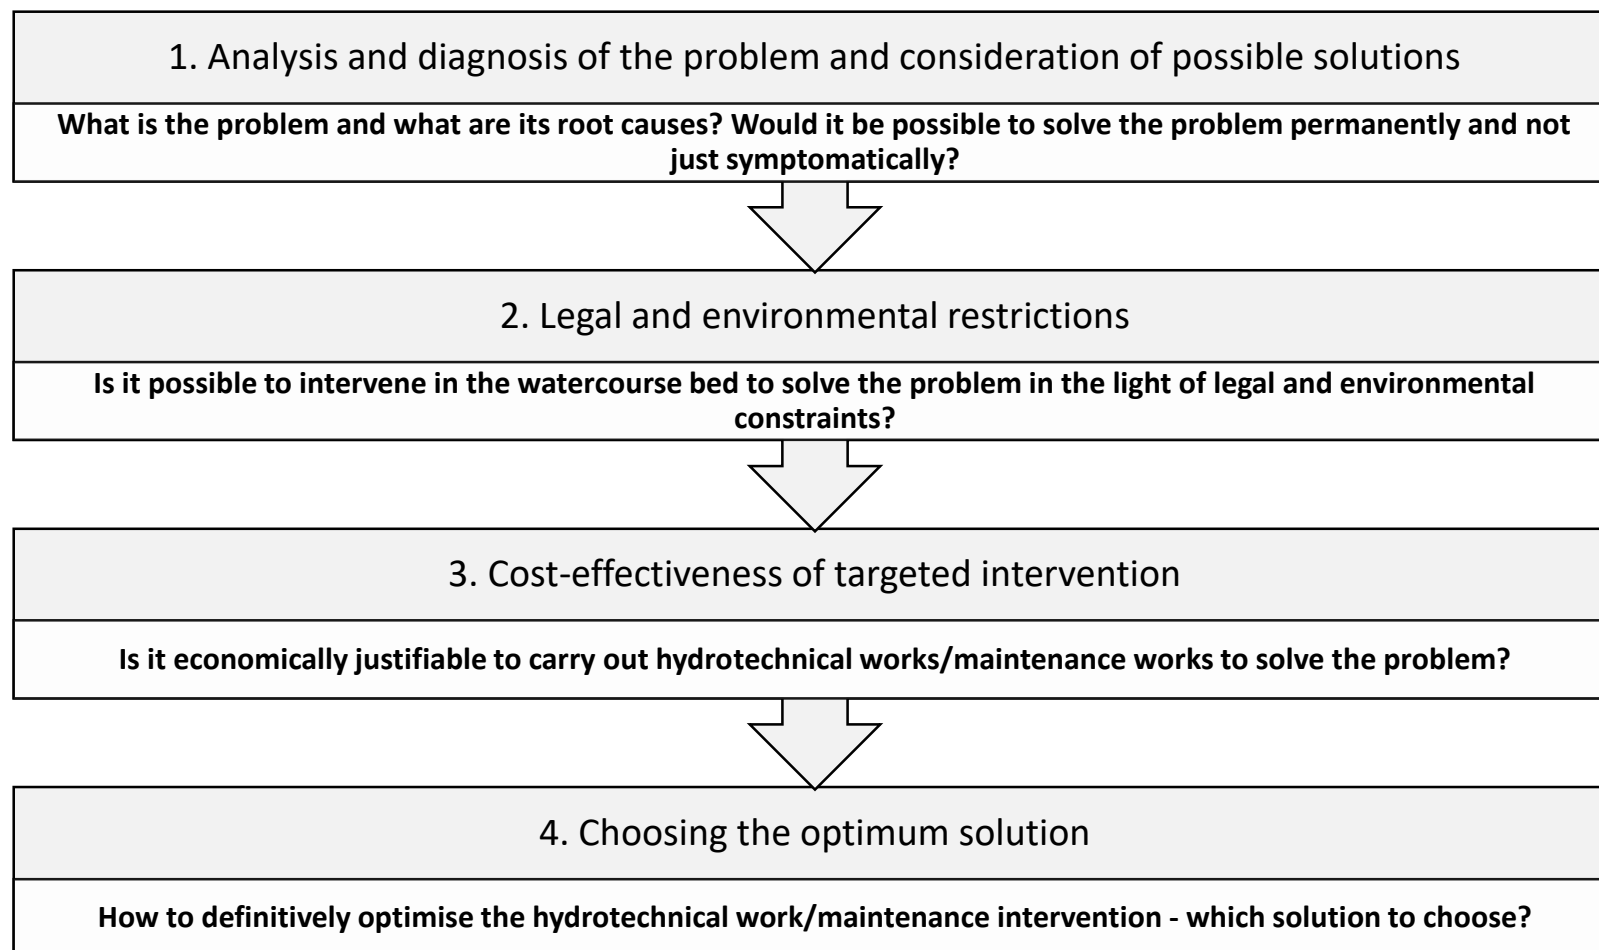 1. Analysis and diagnosis of the problem and consideration of possible solutions
What is the problem and what are its root causes? Would it be possible to solve the problem permanently and not
just symptomatically?
2. Legal and environmental restrictions
Is it possible to intervene in the watercourse bed to solve the problem in the light of legal and environmental
constraints?
3. Cost-effectiveness of targeted intervention
Is it economically justifiable to carry out hydrotechnical works/maintenance works to solve the problem?
4. Choosing the optimum solution
How to definitively optimise the hydrotechnical work/maintenance intervention - which solution to choose?